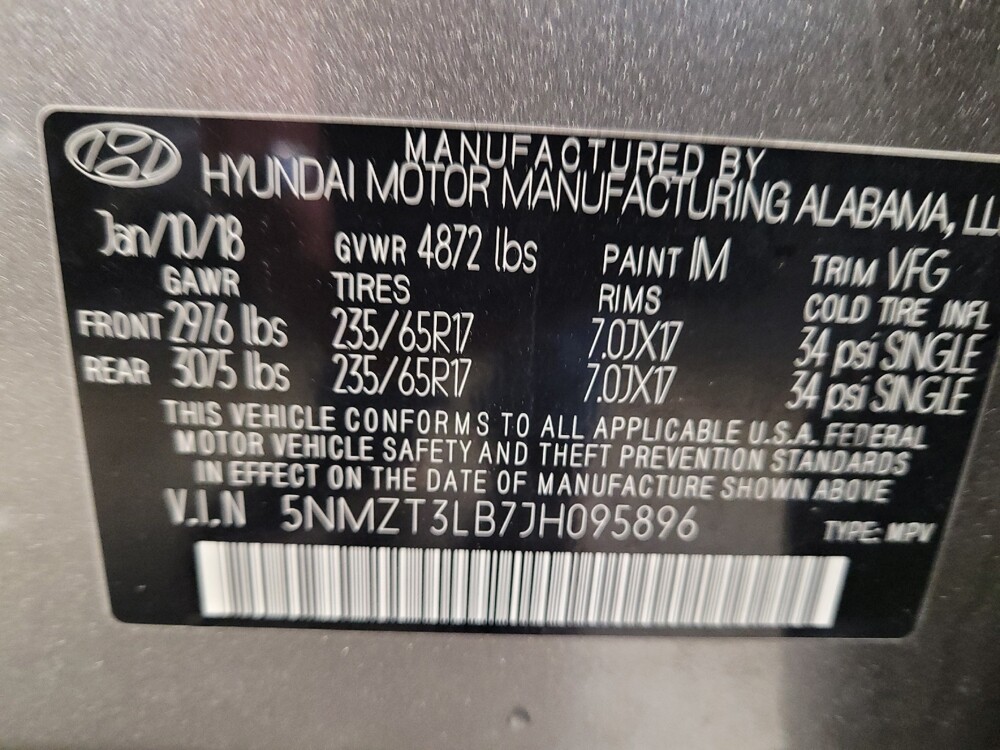 MANUFACTURED BY
HYUNDAI MOTOR MANUFACTURING ALABAMA,
Jan/10/18 GVWR 4872 lbs PAINT IM TRIM VFG
GAWR TIRES RIMS COLD TIRE INFL
FRONT 2976 lbs 235/65R17 7.0JX17 34 psi SINGLE
REAR 3075 lbs 235/65R17 7.0JX17 34 psi SINGLE
THIS VEHICLE CONFORMS TO ALL APPLICABLE U.S.A. FEDERAL
MOTOR VEHICLE SAFETY AND THEFT PREVENTION STANDARDS
IN EFFECT ON THE DATE OF MANUFACTURE SHOWN ABOVE
V.I.N 5NMZT3LB7JH095896 TYPE: MPV